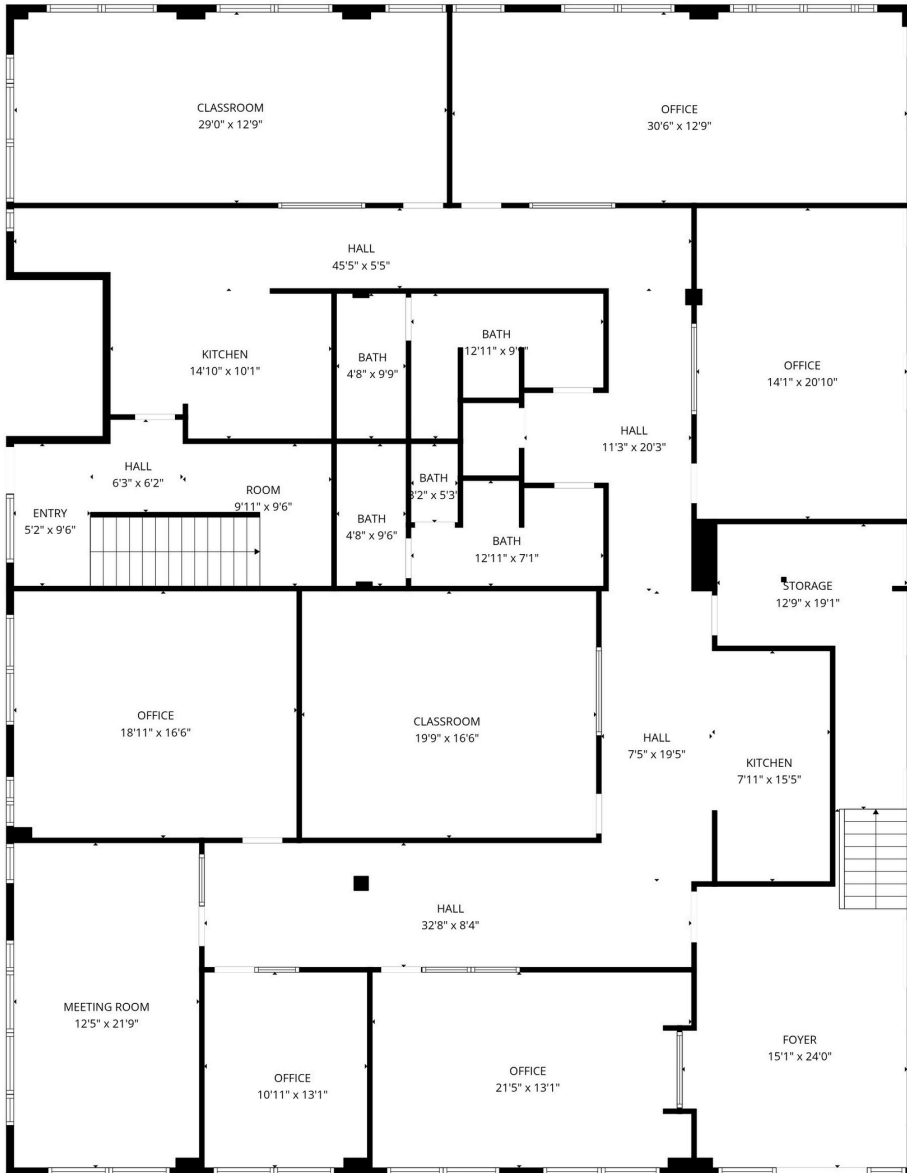 CLASSROOM
29'0" x 12'9"
OFFICE
30'6" x 12'9"
HALL
45'5" x 5'5"
KITCHEN
14'10" x 10'1"
BATH
4'8" x 9'9"
BATH
12'11"
OFFICE
14'1" x 20'10"
HALL
11'3" x 20'3"
HALL
6'3" x 6'2"
ROOM
9'11" x 9'6"
ENTRY
5'2" x 9'6"
BATH
4'8" x 9'6"
BATH
x 5'3"
BATH
12'11" x 7'1"
STORAGE
12'9" x 19'1"
OFFICE
18'11" x 16'6"
CLASSROOM
19'9" x 16'6"
HALL
7'5" x 19'5"
KITCHEN
7'11" x 15'5"
HALL
32'8" x 8'4"
MEETING ROOM
12'5" x 21'9"
OFFICE
10'11" x 13'1"
OFFICE
21'5" x 13'1"
FOYER
15'1" x 24'0"